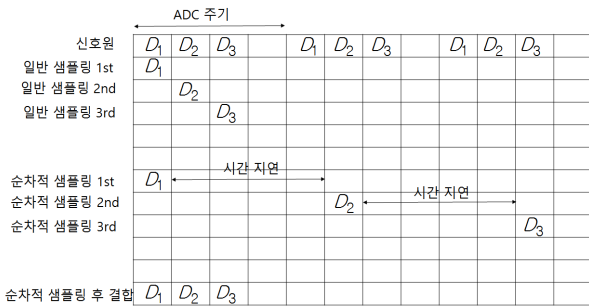 ADC 주기
신호원 D₁ D₂ D₃ D₁ D₂ D₃ D₁ D₂ D₃
일반 샘플링 1st D₁
일반 샘플링 2nd D₂
일반 샘플링 3rd D₃
순차적 샘플링 1st D₁ 시간 지연
순차적 샘플링 2nd D₂ 시간 지연
순차적 샘플링 3rd D₃
순차적 샘플링 후 결합 D₁ D₂ D₃